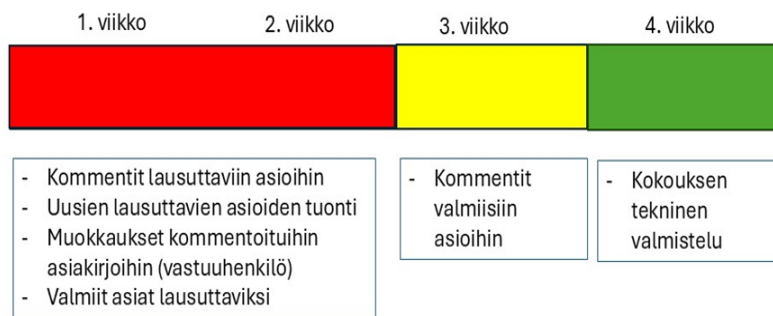 1. viikko 2. viikko 3. viikko 4. viikko
- Kommentit lausuttaviin asioihin
- Uusien lausuttavien asioiden tuonti
- Muokkaukset kommentoituihin
asiakirjoihin (vastuuhenkilö)
- Valmiit asiat lausuttaviksi
- Kommentit
valmiisiin
asioihin
- Kokouksen
tekninen
valmistelu